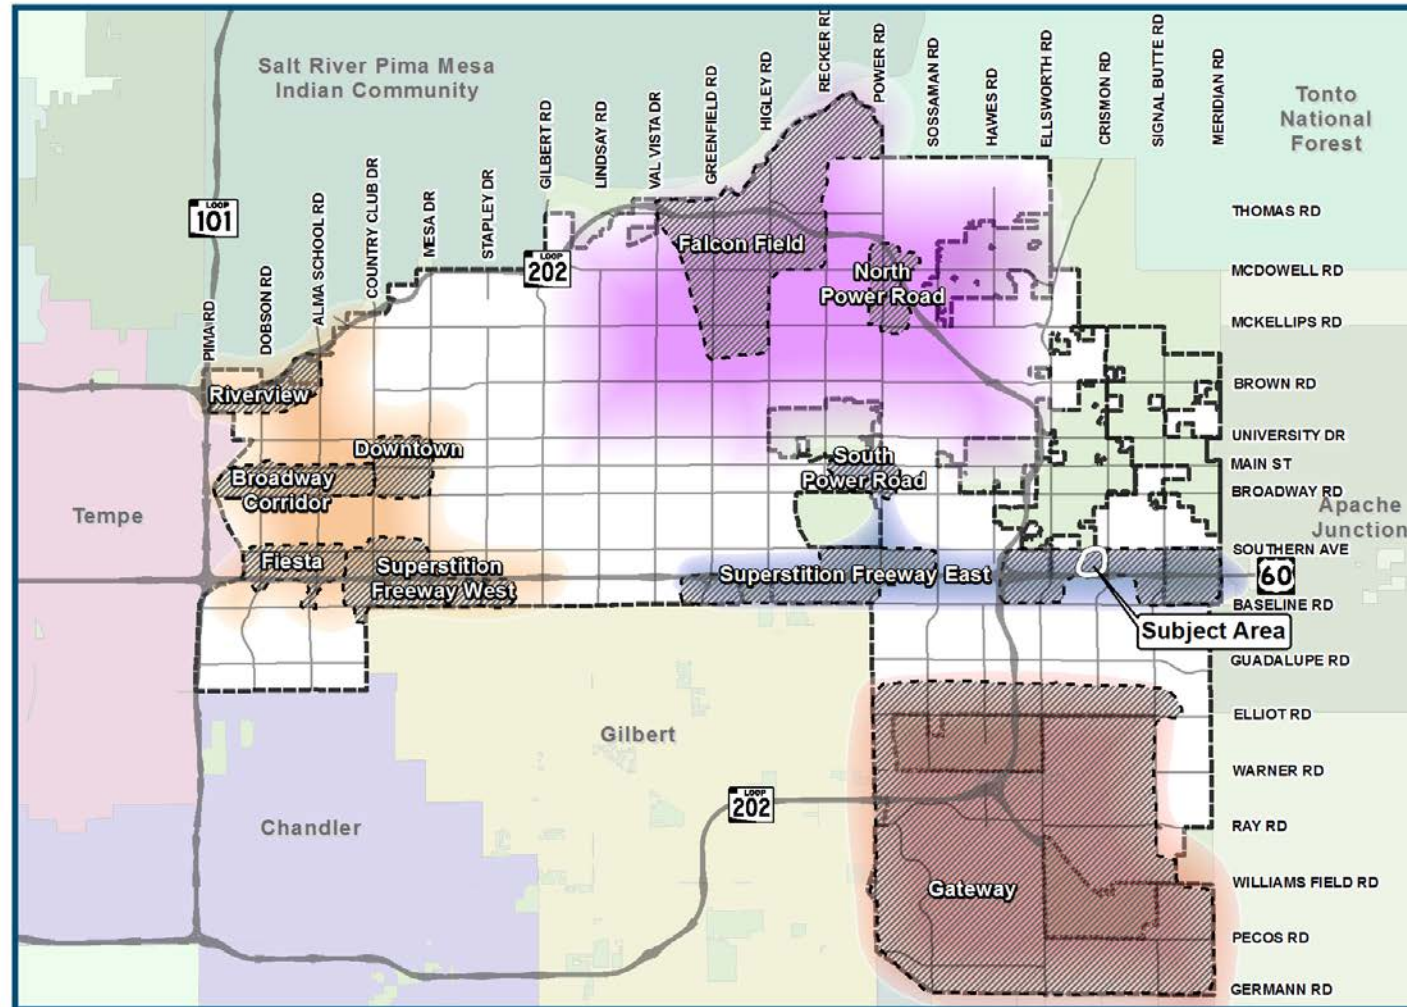 Salt River Pima Mesa
Indian Community
Tonto
National
Forest
LOOP
101
PIMA RD
DOBSON RD
ALMA SCHOOL RD
COUNTRY CLUB DR
MESA DR
STAPLEY DR
GILBERT RD
LINDSAY RD
VAL VISTA DR
GREENFIELD RD
HIGLEY RD
RECKER RD
POWER RD
SOSSAMAN RD
HAWES RD
ELLSWORTH RD
CRISMON RD
SIGNAL BUTTE RD
MERIDIAN RD
LOOP
202
THOMAS RD
MCDOWELL RD
MCKELLIPS RD
BROWN RD
UNIVERSITY DR
MAIN ST
BROADWAY RD
SOUTHERN AVE
BASELINE RD
GUADALUPE RD
ELLIOT RD
WARNER RD
RAY RD
WILLIAMS FIELD RD
PECOS RD
GERMANN RD
Falcon Field
North
Power Road
Riverview
Downtown
Broadway
Corridor
South
Power Road
Tempe
Apache
Junction
Fiesta
Superstition
Freeway West
Superstition Freeway East
60
Subject Area
Gilbert
Chandler
LOOP
202
Gateway